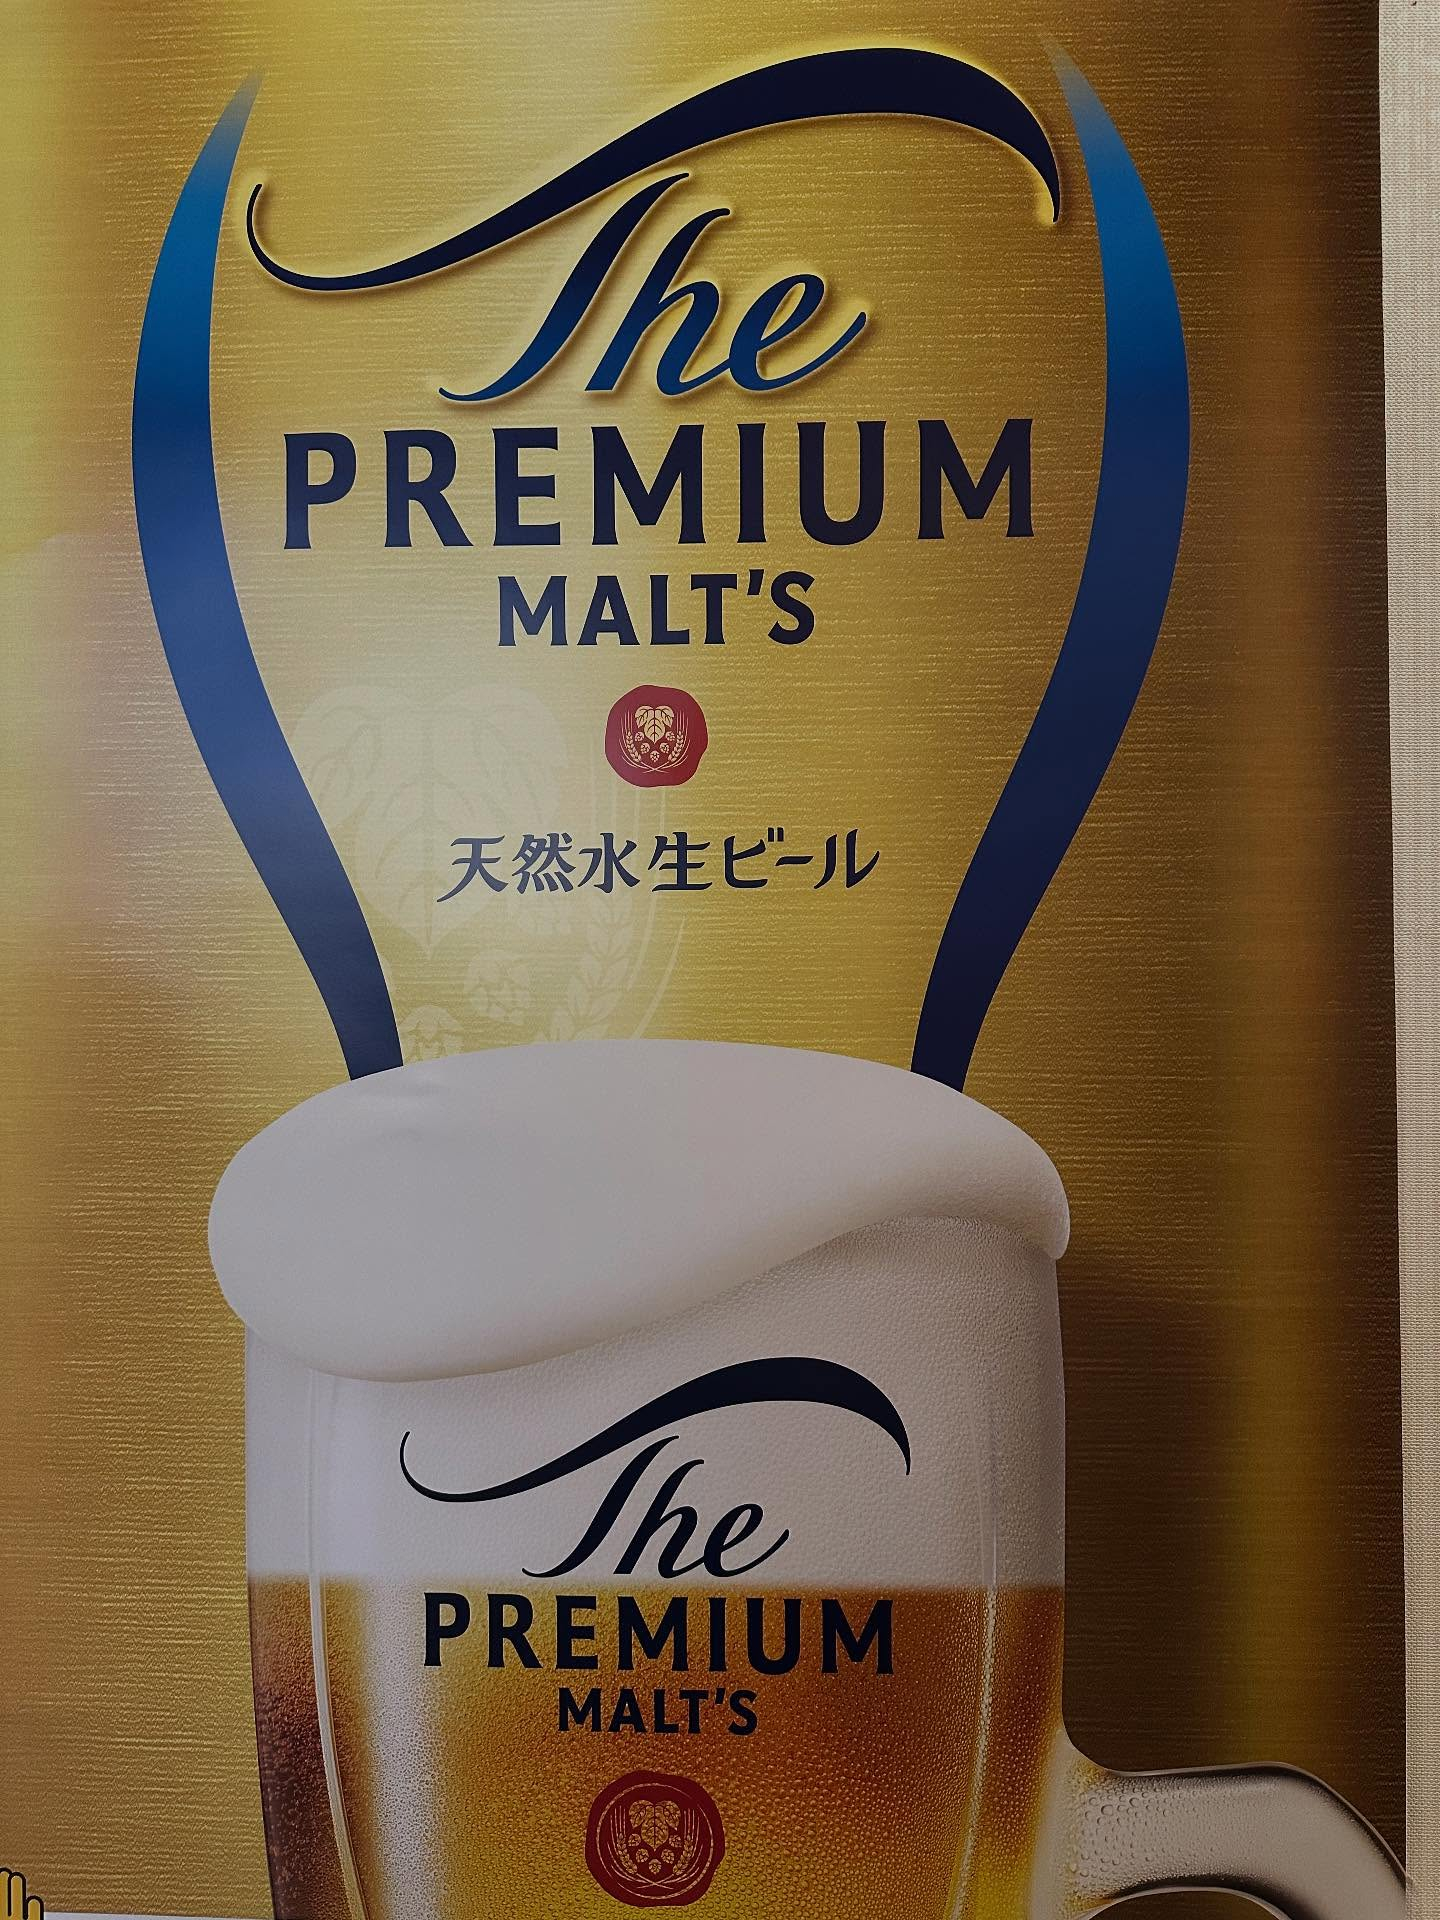 The
PREMIUM
MALT'S
天然水生ビール
The
PREMIUM
MALT'S